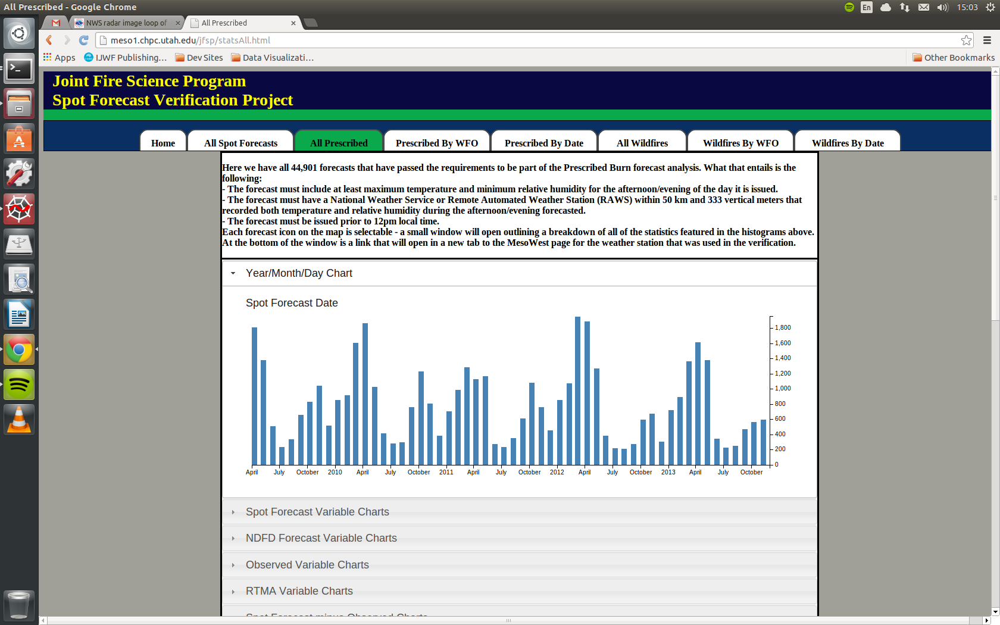 All Prescribed - Google Chrome
En
15:03
NWS radar image loop of
All Prescribed
meso1.chpc.utah.edu/jfsp/statsAll.html
Apps
IJWF Publishing...
Dev Sites
Data Visualizati...
Other Bookmarks
Joint Fire Science Program
Spot Forecast Verification Project
Home
All Spot Forecasts
All Prescribed
Prescribed By WFO
Prescribed By Date
All Wildfires
Wildfires By WFO
Wildfires By Date
Here we have all 44,901 forecasts that have passed the requirements to be part of the Prescribed Burn forecast analysis. What that entails is the
following:
- The forecast must include at least maximum temperature and minimum relative humidity for the afternoon/evening of the day it is issued.
- The forecast must have a National Weather Service or Remote Automated Weather Station (RAWS) within 50 km and 333 vertical meters that
recorded both temperature and relative humidity during the afternoon/evening forecasted.
- The forecast must be issued prior to 12pm local time.
Each forecast icon on the map is selectable - a small window will open outlining a breakdown of all of the statistics featured in the histograms above.
At the bottom of the window is a link that will open in a new tab to the MesoWest page for the weather station that was used in the verification.
Year/Month/Day Chart
Spot Forecast Date
1,800
1,600
1,400
1,200
1,000
800
600
400
200
0
April July October 2010 April July October 2011 April July October 2012 April July October 2013 April July October
Spot Forecast Variable Charts
NDFD Forecast Variable Charts
Observed Variable Charts
RTMA Variable Charts
Spot Forecast minus Observed Charts